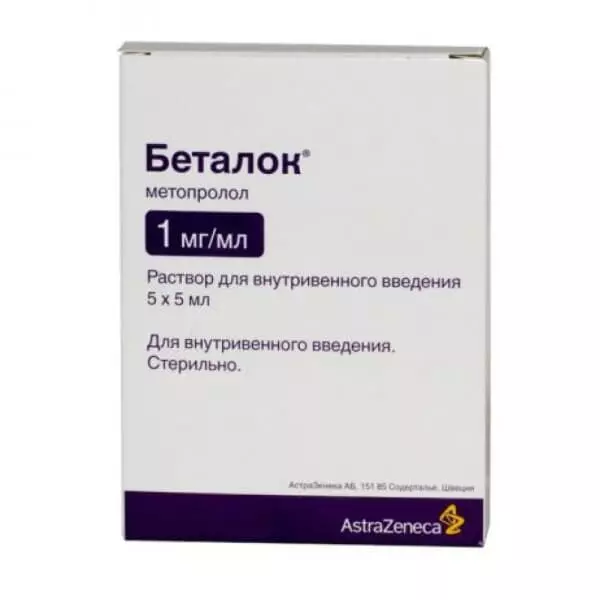 Беталок®
метопролол
1 мг/мл
Раствор для внутривенного введения
5 x 5 мл
Для внутривенного введения.
Стерильно.
АстраЗенека АБ, 151 85 Содерталье, Швеция
AstraZeneca